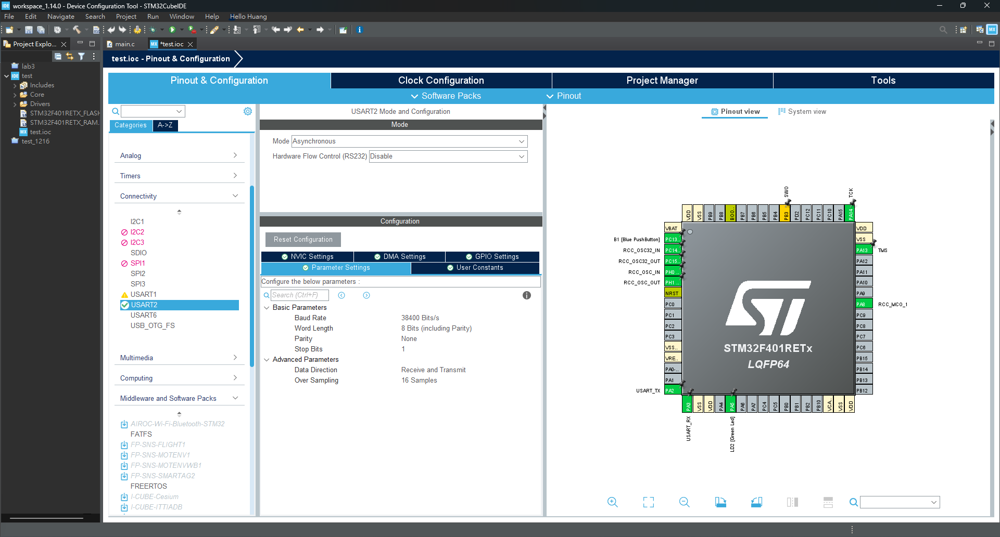 IDE workspace_1.14.0 - Device Configuration Tool - STM32CubeIDE
File Edit Navigate Search Project Run Window Help Hello Huang
Project Explo...
main.c
MX *test.ioc
lab3
IDE test
Includes
Core
Drivers
STM32F401RETX_FLASH
STM32F401RETX_RAM.
MX test.ioc
test_1216
test.ioc - Pinout & Configuration
Pinout & Configuration
Clock Configuration
Project Manager
Tools
Software Packs
Pinout
Categories
A->Z
Analog
Timers
Connectivity
I2C1
I2C2
I2C3
SDIO
SPI1
SPI2
SPI3
USART1
USART2
USART6
USB_OTG_FS
Multimedia
Computing
Middleware and Software Packs
AIROC-Wi-Fi-Bluetooth-STM32
FATFS
FP-SNS-FLIGHT1
FP-SNS-MOTENV1
FP-SNS-MOTENVWB1
FP-SNS-SMARTAG2
FREERTOS
I-CUBE-Cesium
I-CUBE-ITTIADB
USART2 Mode and Configuration
Mode
Mode Asynchronous
Hardware Flow Control (RS232) Disable
Configuration
Reset Configuration
NVIC Settings
DMA Settings
GPIO Settings
Parameter Settings
User Constants
Configure the below parameters :
Search (Ctrl+F)
Basic Parameters
Baud Rate 38400 Bits/s
Word Length 8 Bits (including Parity)
Parity None
Stop Bits 1
Advanced Parameters
Data Direction Receive and Transmit
Over Sampling 16 Samples
Pinout view
System view
SWO
TCK
VDD VSS PB9 PB8 BOO.. PB7 PB6 PB5 PB4 PB3 PD2 PC12 PC11 PC10 PA15 PA14
VBAT
B1 [Blue PushButton] PC13..
RCC_OSC32_IN PC14..
RCC_OSC32_OUT PC15..
RCC_OSC_IN PH0 ..
RCC_OSC_OUT PH1 ..
NRST
PC0
PC1
PC2
PC3
VSS..
VRE..
PA0-..
PA1
USART_TX PA2
VDD
VSS
PA13 TMS
PA12
PA11
PA10
PA9
PA8 RCC_MCO_1
PC9
PC8
PC7
PC6
PB15
PB14
PB13
PB12
STM32F401RETx
LQFP64
PA3 VSS VDD PA4 PA5 PA6 PA7 PC4 PC5 PB0 PB1 PB2 PB10 VCA.. VSS VDD
USART_RX
LD2 [Green Led]